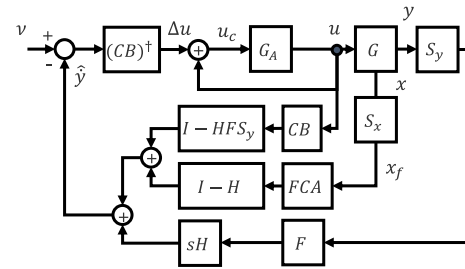 ν + - (CB)† Δu + u_c G_A u G y S_y
ŷ̇ x
I − HFS_y CB S_x
+ I − H FCA x_f
+ sH F